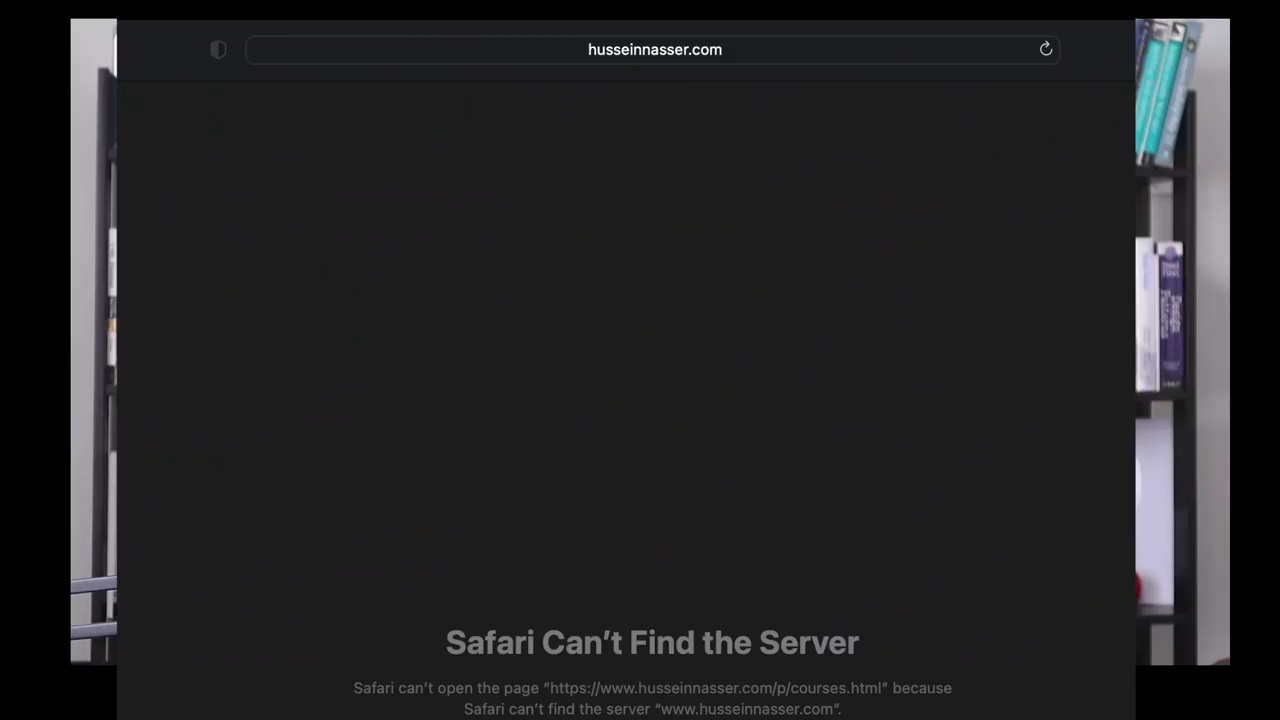 husseinnasser.com
Safari Can’t Find the Server
Safari can’t open the page “https://www.husseinnasser.com/p/courses.html” because
Safari can’t find the server “www.husseinnasser.com”.